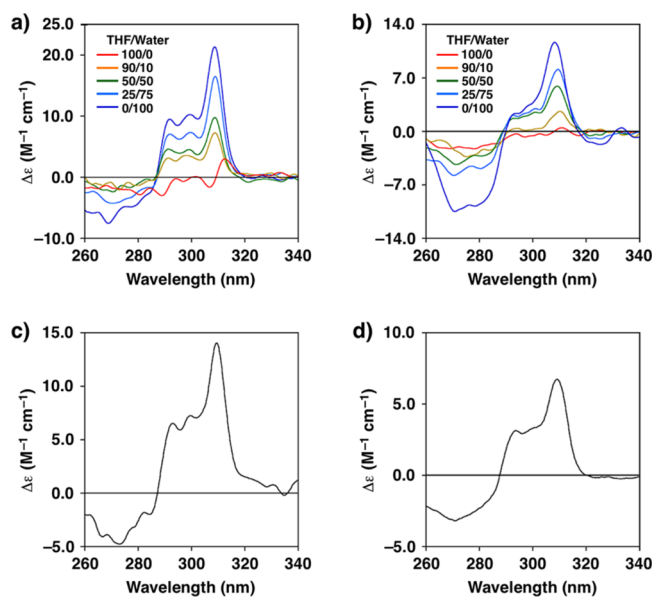 a)
25.0
THF/Water
100/0
90/10
50/50
25/75
0/100
20.0
10.0
0.0
−10.0
Δε (M⁻¹ cm⁻¹)
260 280 300 320 340
Wavelength (nm)
b)
14.0
THF/Water
100/0
90/10
50/50
25/75
0/100
7.0
0.0
−7.0
−14.0
Δε (M⁻¹ cm⁻¹)
260 280 300 320 340
Wavelength (nm)
c)
15.0
10.0
5.0
0.0
−5.0
Δε (M⁻¹ cm⁻¹)
260 280 300 320 340
Wavelength (nm)
d)
10.0
5.0
0.0
−5.0
Δε (M⁻¹ cm⁻¹)
260 280 300 320 340
Wavelength (nm)